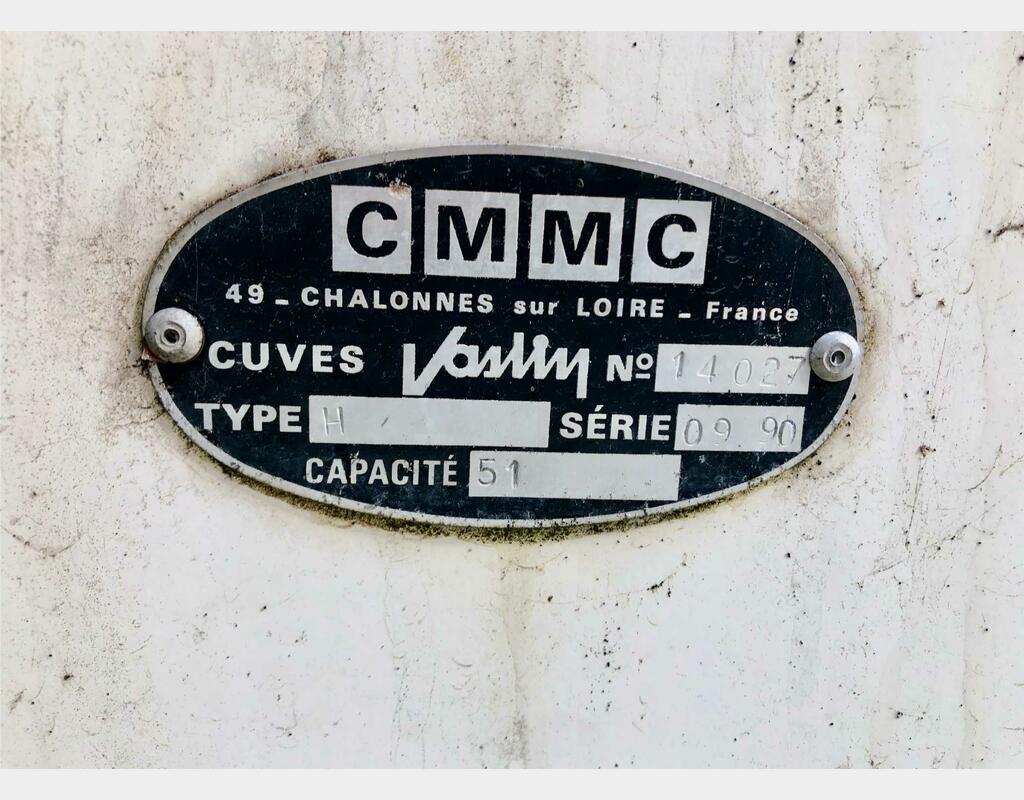 CMMC
49 - CHALONNES sur LOIRE - France
CUVES Vaslin Nº 14027
TYPE H SÉRIE 09.90
CAPACITÉ 51